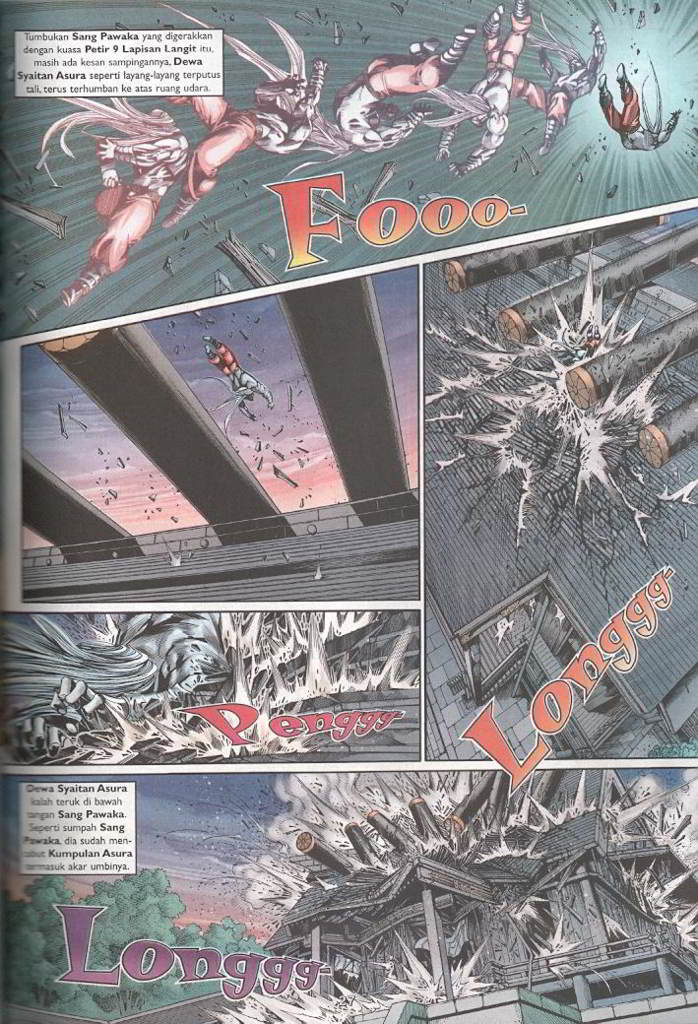 Tumbukan Sang Pawaka yang digerakkan
dengan kuasa Petir 9 Lapisan Langit itu,
masih ada kesan sampingannya. Dewa
Syaitan Asura seperti layang-layang terputus
tali, terus terhumban ke atas ruang udara.
Fooo-
Longggg-
Penggg-
Dewa Syaitan Asura
kalah teruk di bawah
tangan Sang Pawaka.
Seperti sumpah Sang
Pawaka, dia sudah men-
cabut Kumpulan Asura
termasuk akar umbinya.
Longggg-